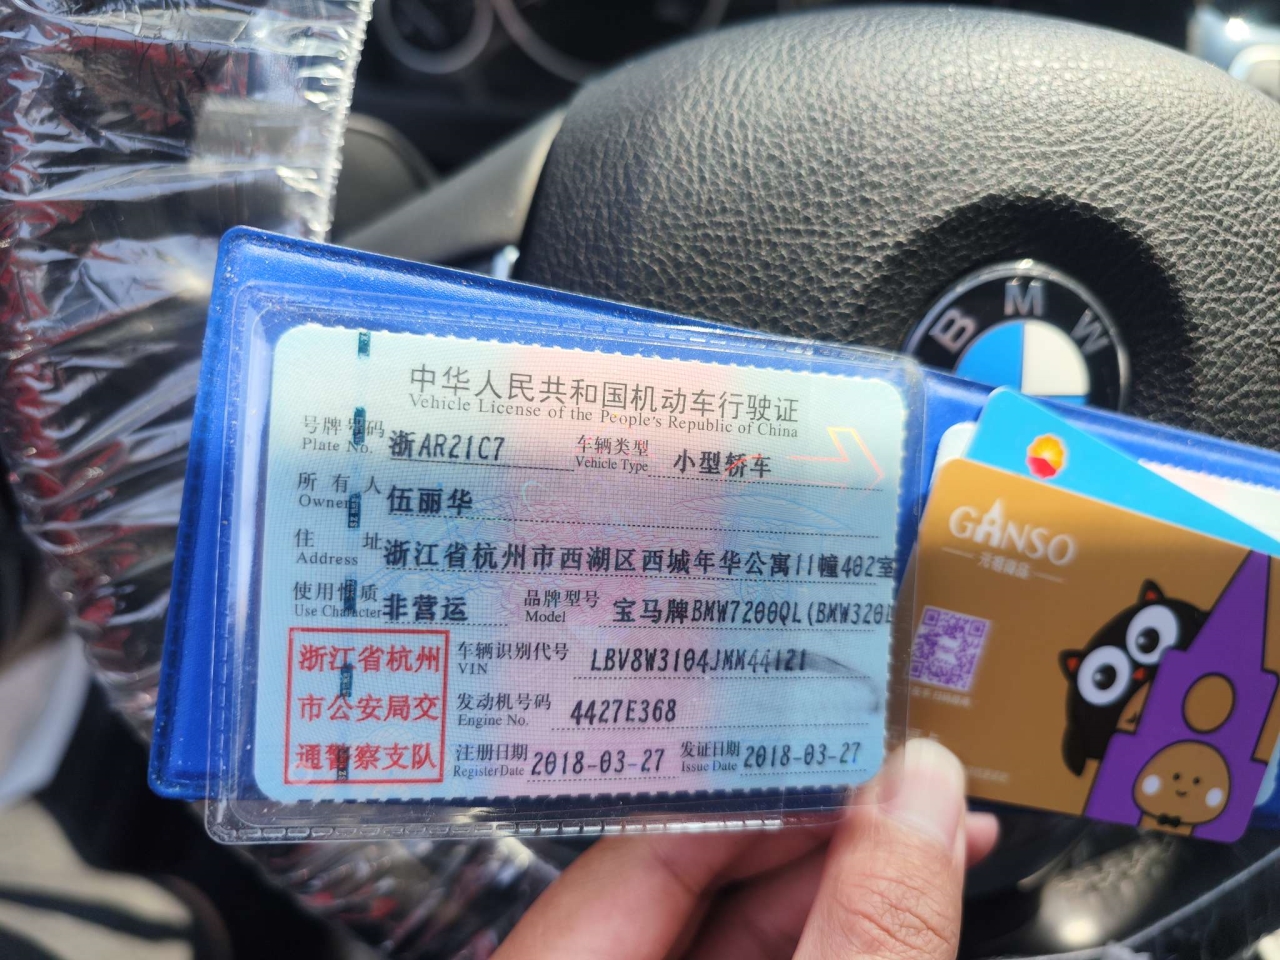 BMW
中华人民共和国机动车行驶证
Vehicle License of the People's Republic of China
号牌号码 浙AR21C7 车辆类型 小型轿车
Plate No. Vehicle Type
所有人 伍丽华
Owner
住址 浙江省杭州市西湖区西城年华公寓11幢402室
Address
使用性质 非营运 品牌型号 宝马牌BMW7200QL(BMW320L
Use Character Model
浙江省杭州
市公安局交
通警察支队
车辆识别代号 LBV8W3104JMM44121
VIN
发动机号码 4427E368
Engine No.
注册日期 2018-03-27 发证日期 2018-03-27
Register Date Issue Date
GANSO
元祖食品